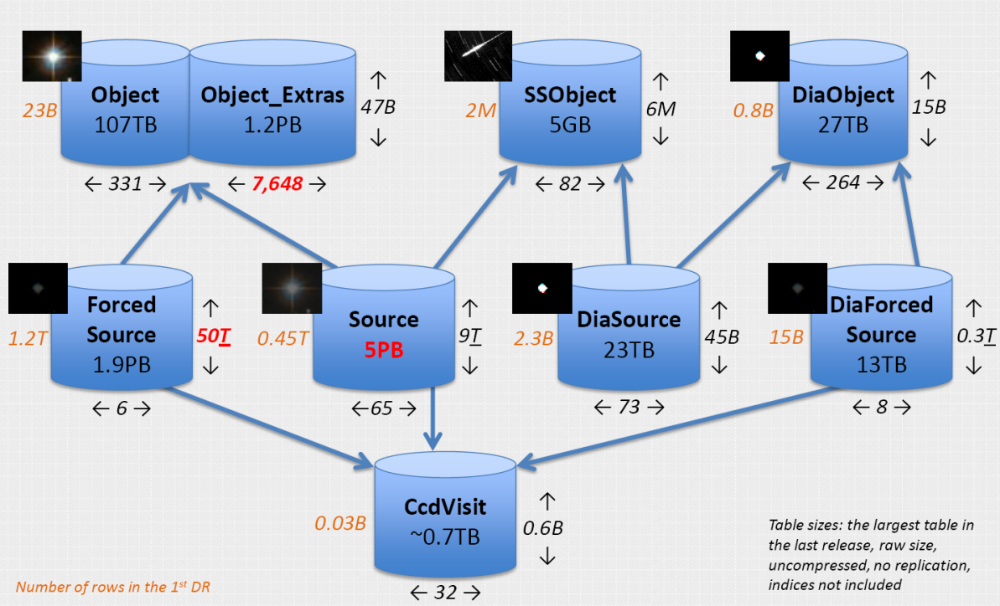 Object
107TB
Object_Extras
1.2PB
23B
47B
← 331 →
← 7,648 →
SSObject
5GB
2M
6M
← 82 →
DiaObject
27TB
0.8B
15B
← 264 →
Forced
Source
1.9PB
1.2T
50T
← 6 →
Source
5PB
0.45T
9T
←65 →
DiaSource
23TB
2.3B
45B
← 73 →
DiaForced
Source
13TB
15B
0.3T
← 8 →
CcdVisit
~0.7TB
0.03B
0.6B
← 32 →
Table sizes: the largest table in
the last release, raw size,
uncompressed, no replication,
indices not included
Number of rows in the 1st DR